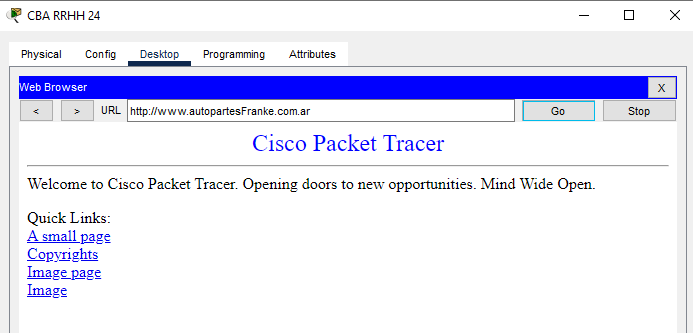 CBA RRHH 24
Physical Config Desktop Programming Attributes
Web Browser X
< > URL http://www.autopartesFranke.com.ar Go Stop
Cisco Packet Tracer
Welcome to Cisco Packet Tracer. Opening doors to new opportunities. Mind Wide Open.
Quick Links:
A small page
Copyrights
Image page
Image